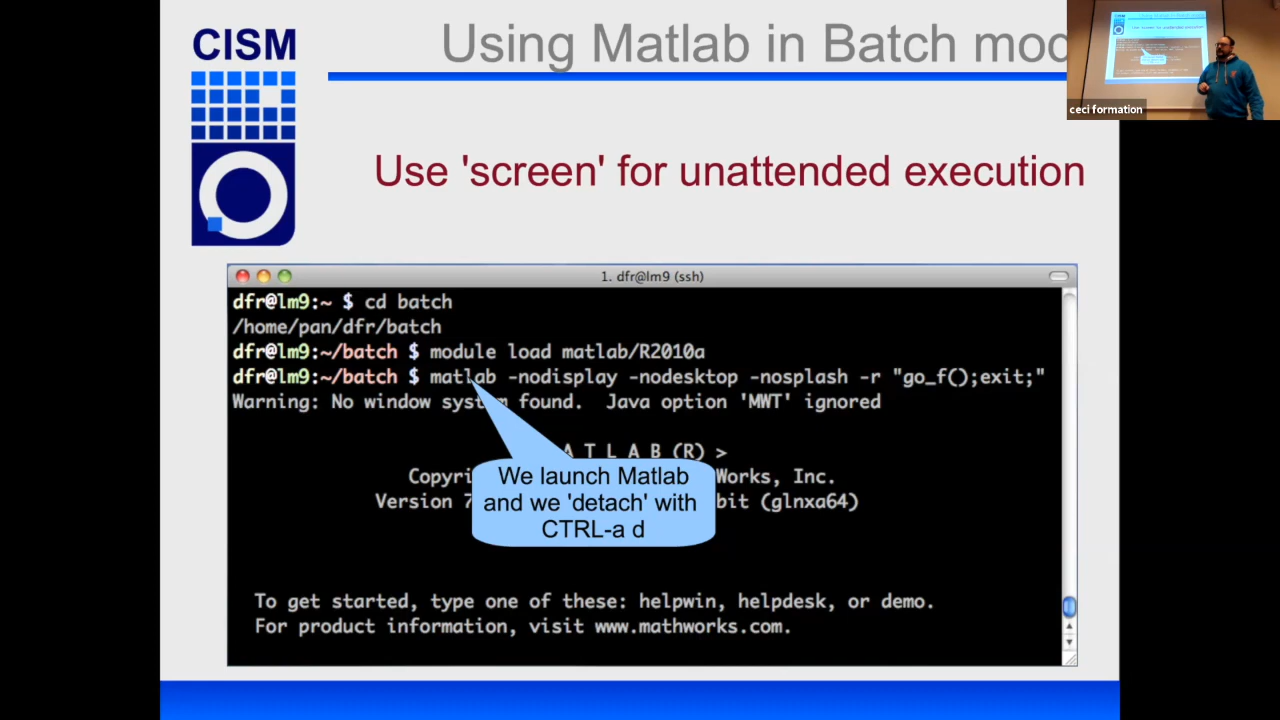 CISM
Using Matlab in Batch mod
ceci formation
Use 'screen' for unattended execution
1. dfr@lm9 (ssh)
dfr@lm9:~ $ cd batch
/home/pan/dfr/batch
dfr@lm9:~/batch $ module load matlab/R2010a
dfr@lm9:~/batch $ matlab -nodisplay -nodesktop -nosplash -r "go_f();exit;"
Warning: No window system found. Java option 'MWT' ignored
A T L A B (R) >
Copyri Works, Inc.
Version 7 bit (glnxa64)
We launch Matlab
and we 'detach' with
CTRL-a d
To get started, type one of these: helpwin, helpdesk, or demo.
For product information, visit www.mathworks.com.